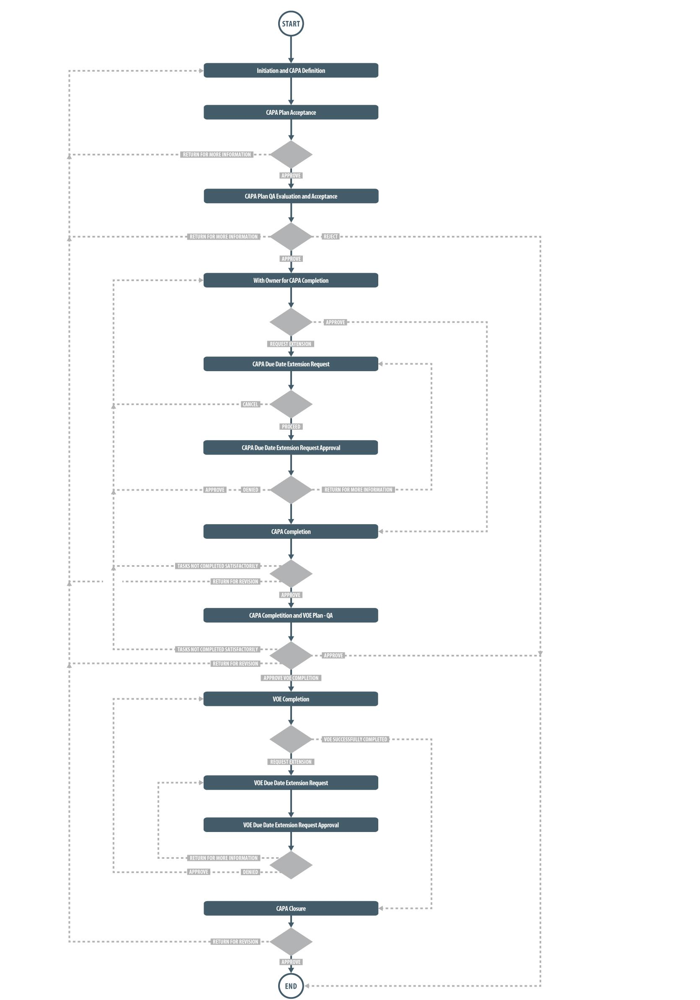 START
Initiation and CAPA Definition
CAPA Plan Acceptance
RETURN FOR MORE INFORMATION
APPROVE
CAPA Plan QA Evaluation and Acceptance
RETURN FOR MORE INFORMATION
REJECT
APPROVE
With Owner for CAPA Completion
APPROVE
REQUEST EXTENSION
CAPA Due Date Extension Request
CANCEL
PROCEED
CAPA Due Date Extension Request Approval
APPROVE
DENIED
RETURN FOR MORE INFORMATION
CAPA Completion
TASKS NOT COMPLETED SATISFACTORILY
RETURN FOR REVISION
APPROVE
CAPA Completition and VOE Plan - QA
TASKS NOT COMPLETED SATISFACTORILY
APPROVE
RETURN FOR REVISION
APPROVE VOE COMPLETION
VOE Completion
VOE SUCCESSFULLY COMPLETED
REQUEST EXTENSION
VOE Due Date Extension Request
VOE Due Date Extension Request Approval
RETURN FOR MORE INFORMATION
APPROVE
DENIED
CAPA Closure
RETURN FOR REVISION
APPROVE
END